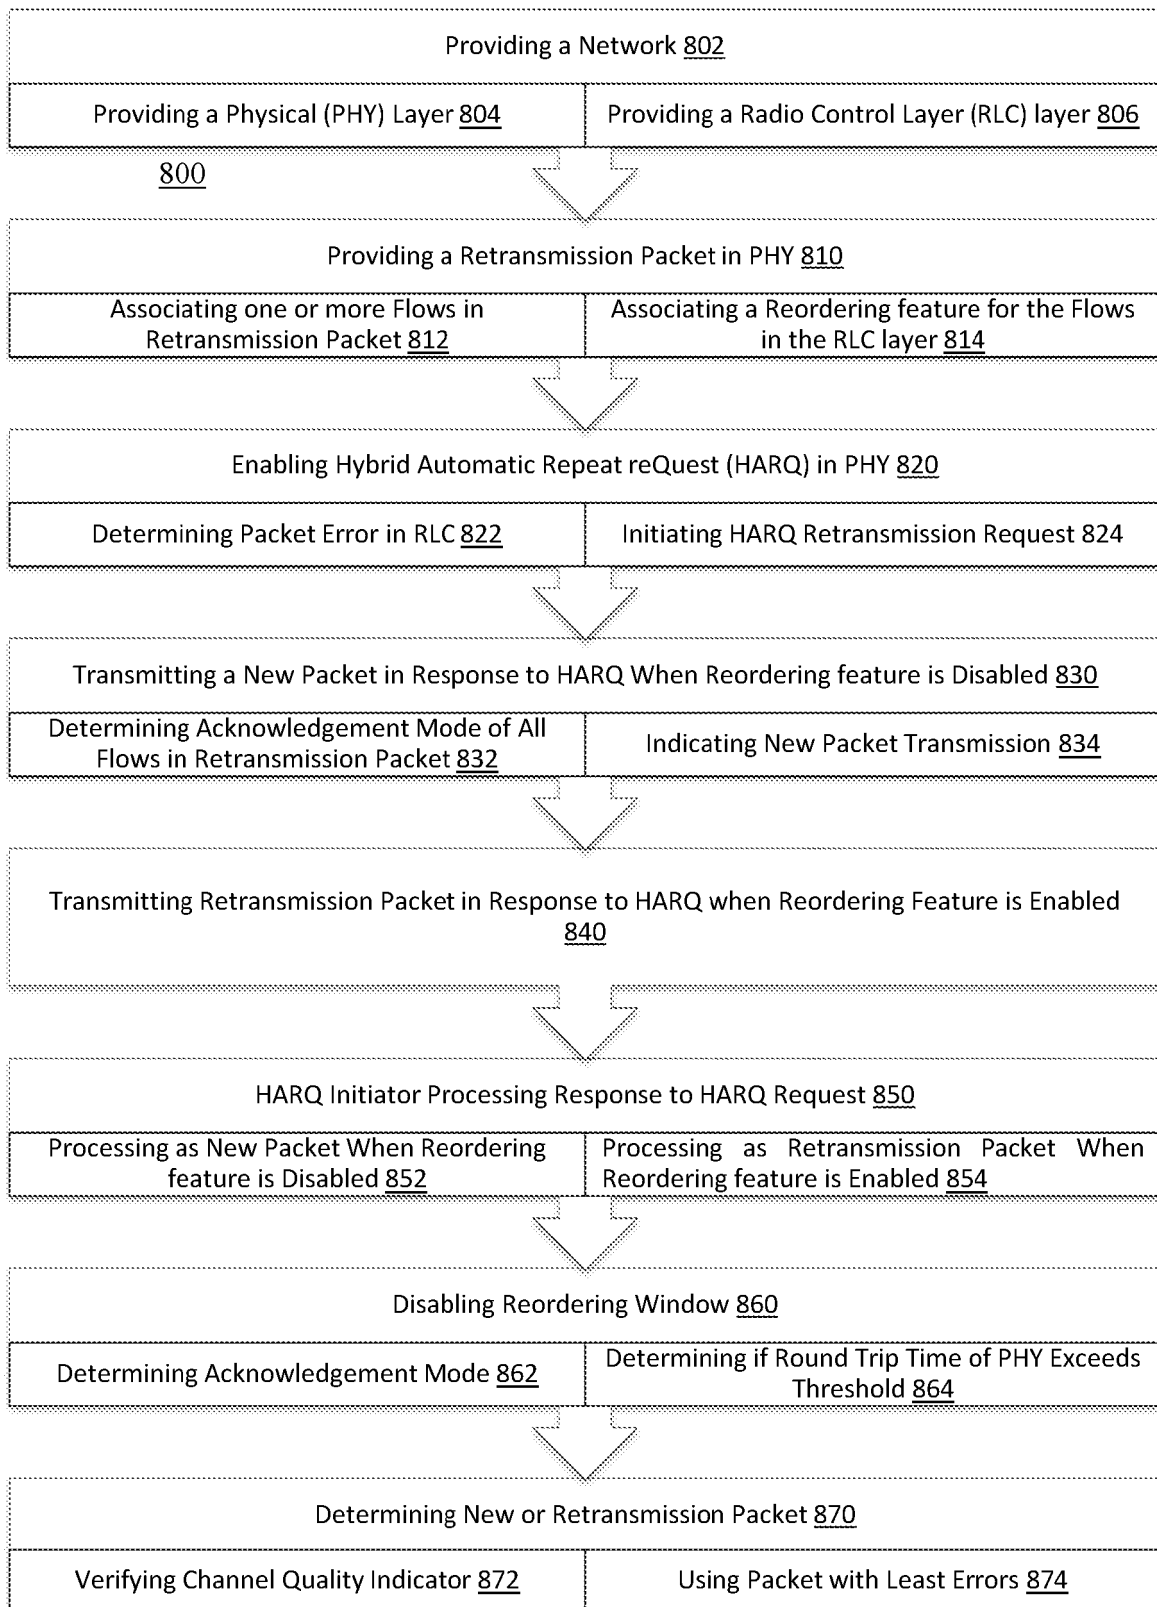 Providing a Network 802
Providing a Physical (PHY) Layer 804
Providing a Radio Control Layer (RLC) layer 806
800
Providing a Retransmission Packet in PHY 810
Associating one or more Flows in
Retransmission Packet 812
Associating a Reordering feature for the Flows
in the RLC layer 814
Enabling Hybrid Automatic Repeat reQuest (HARQ) in PHY 820
Determining Packet Error in RLC 822
Initiating HARQ Retransmission Request 824
Transmitting a New Packet in Response to HARQ When Reordering feature is Disabled 830
Determining Acknowledgement Mode of All
Flows in Retransmission Packet 832
Indicating New Packet Transmission 834
Transmitting Retransmission Packet in Response to HARQ when Reordering Feature is Enabled
840
HARQ Initiator Processing Response to HARQ Request 850
Processing as New Packet When Reordering
feature is Disabled 852
Processing as Retransmission Packet When
Reordering feature is Enabled 854
Disabling Reordering Window 860
Determining Acknowledgement Mode 862
Determining if Round Trip Time of PHY Exceeds
Threshold 864
Determining New or Retransmission Packet 870
Verifying Channel Quality Indicator 872
Using Packet with Least Errors 874